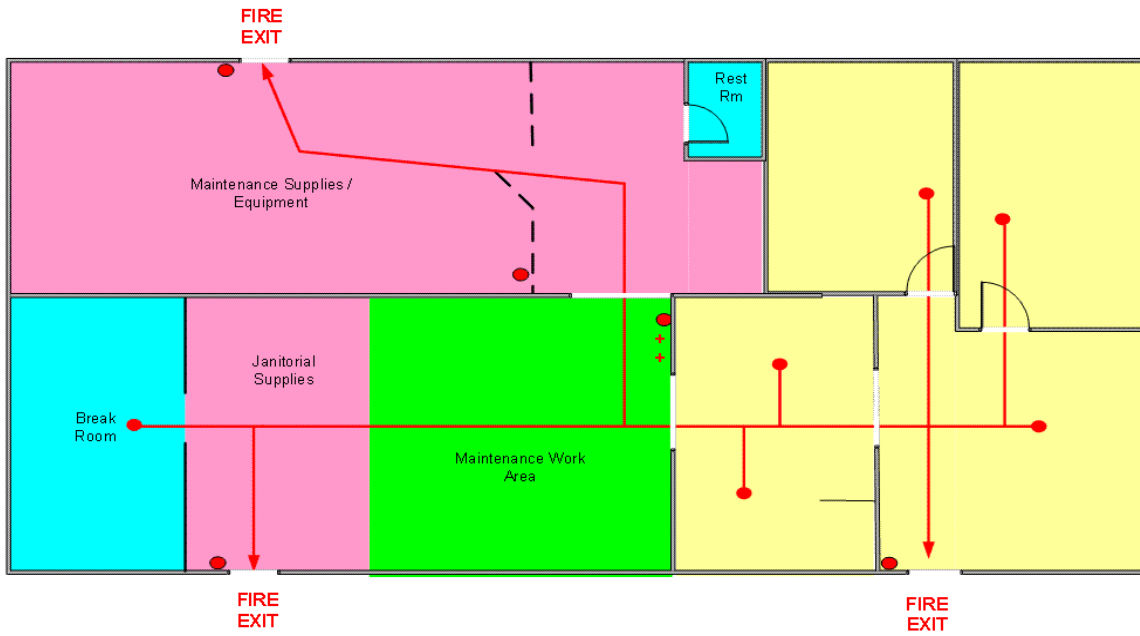 FIRE
EXIT
Rest
Rm
Maintenance Supplies /
Equipment
Janitorial
Supplies
Break
Room
Maintenance Work
Area
FIRE
EXIT
FIRE
EXIT